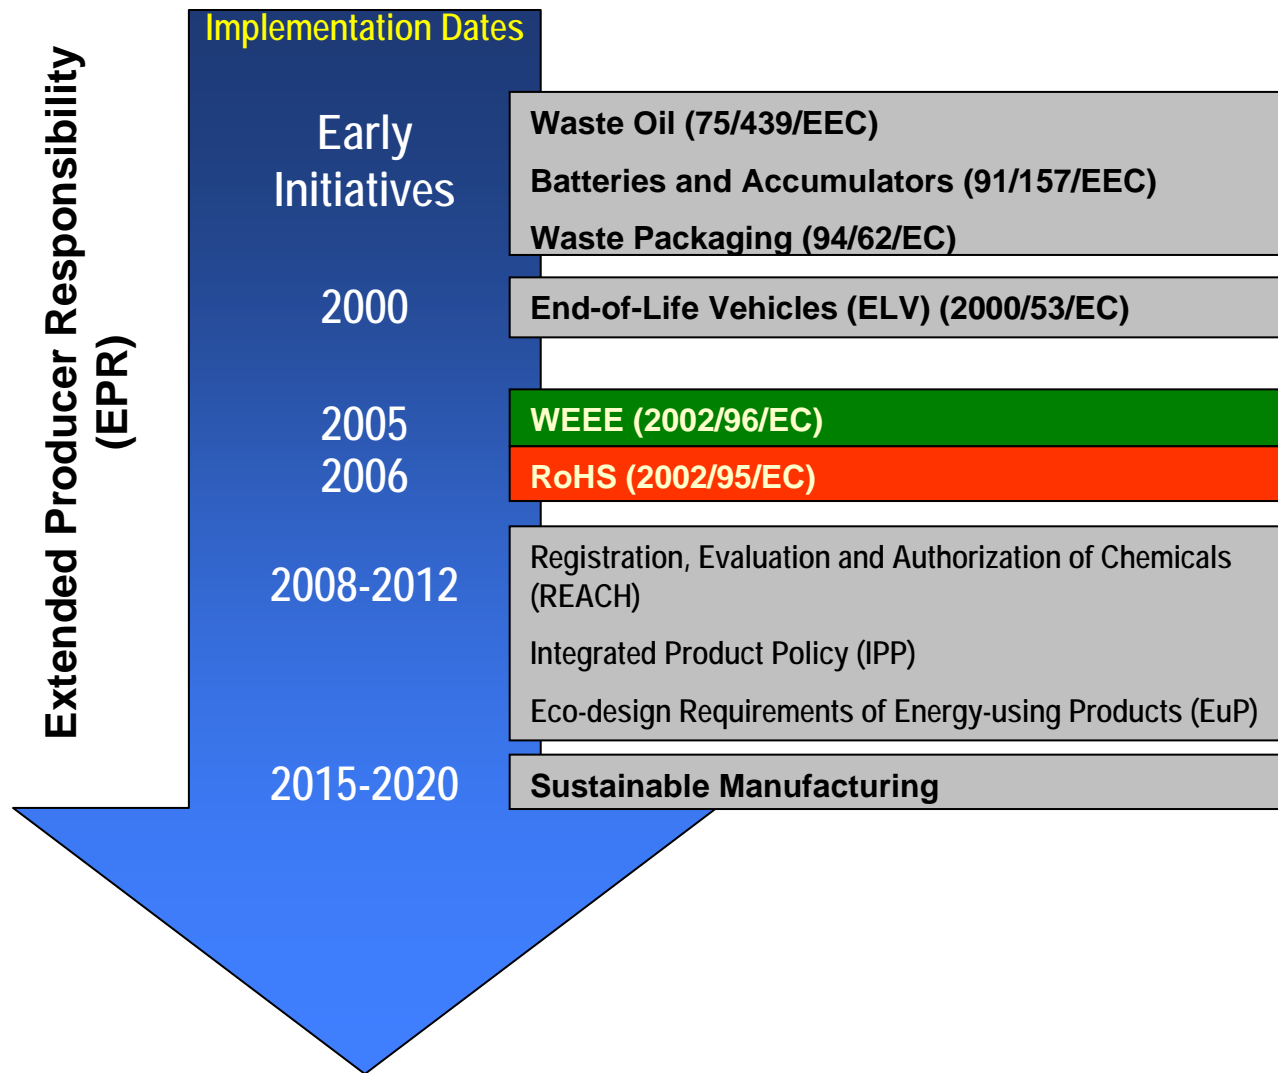 Implementation Dates
Extended Producer Responsibility
(EPR)
Early
Initiatives
Waste Oil (75/439/EEC)
Batteries and Accumulators (91/157/EEC)
Waste Packaging (94/62/EC)
2000
End-of-Life Vehicles (ELV) (2000/53/EC)
2005
WEEE (2002/96/EC)
2006
RoHS (2002/95/EC)
2008-2012
Registration, Evaluation and Authorization of Chemicals
(REACH)
Integrated Product Policy (IPP)
Eco-design Requirements of Energy-using Products (EuP)
2015-2020
Sustainable Manufacturing